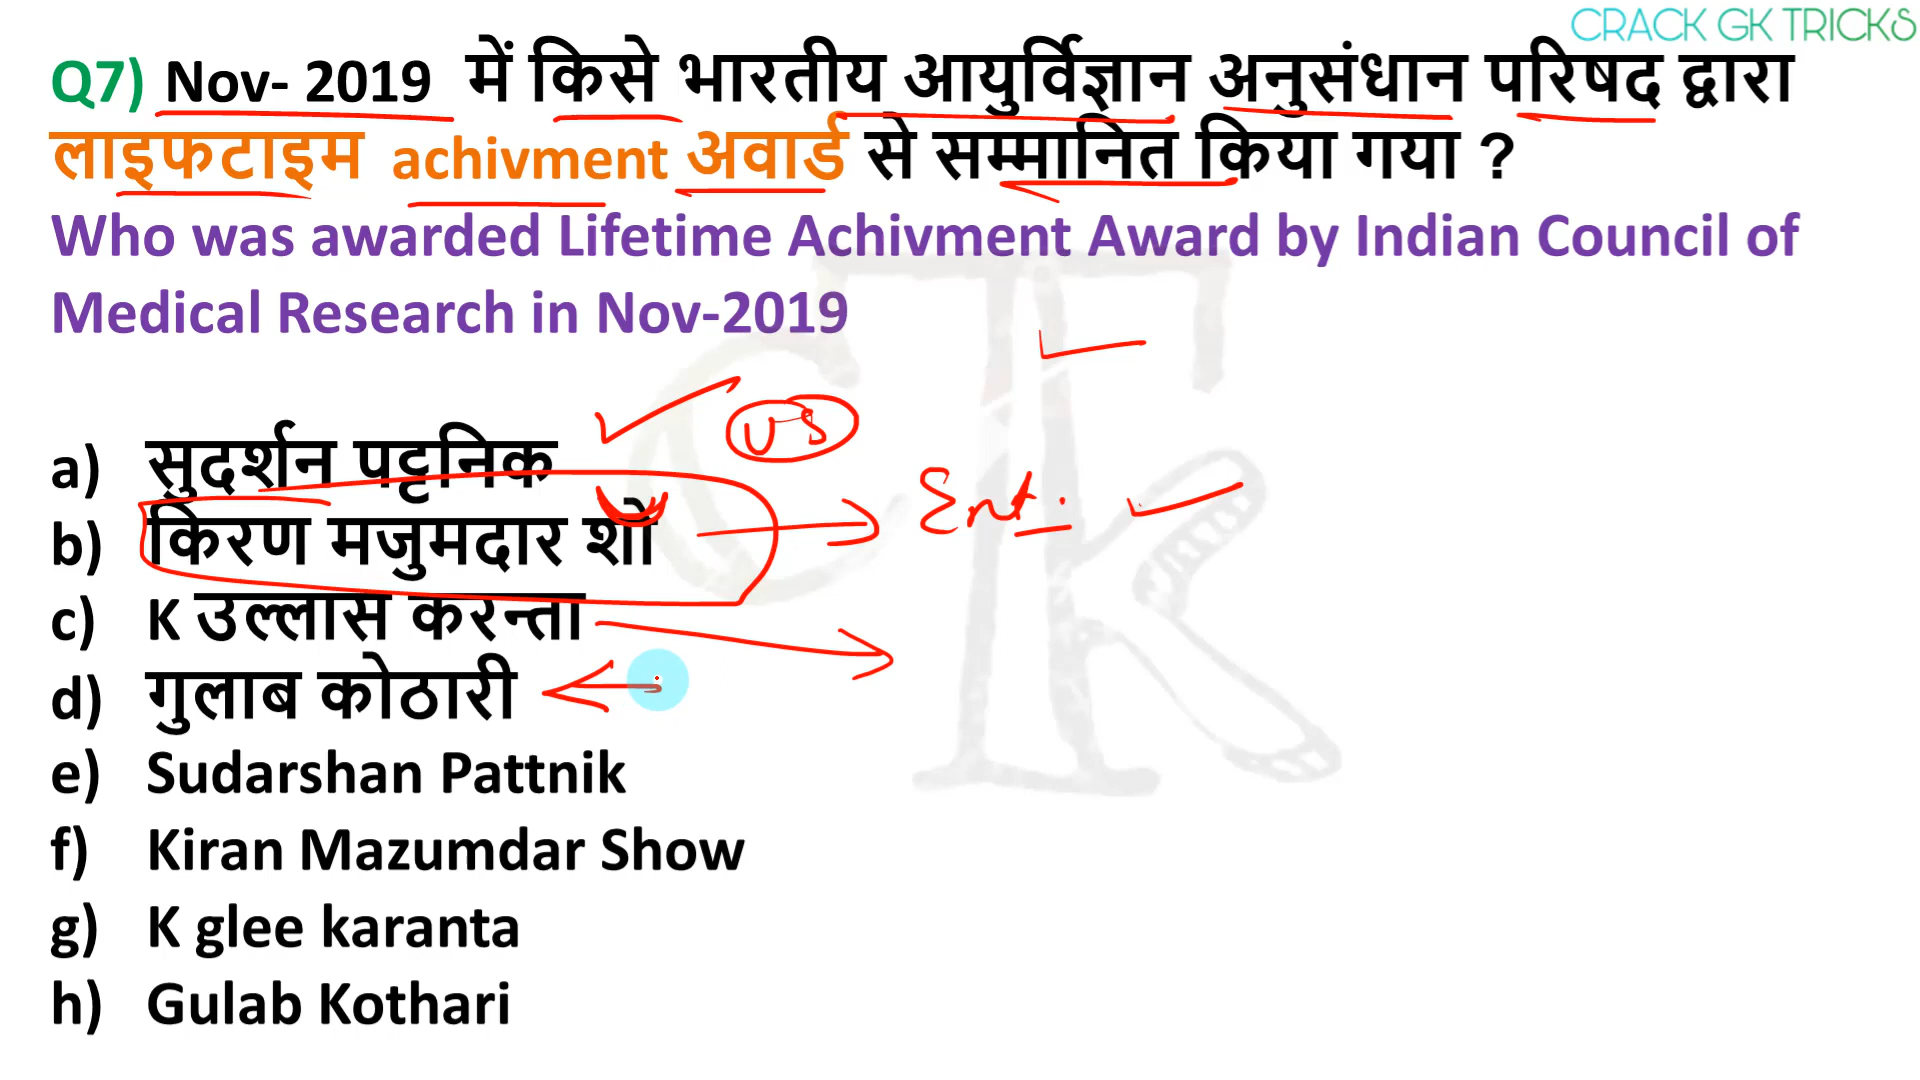 CRACK GK TRICKS
Q7) Nov- 2019 में किसे भारतीय आयुर्विज्ञान अनुसंधान परिषद द्वारा
लाइफटाइम achivment अवार्ड से सम्मानित किया गया ?
Who was awarded Lifetime Achivment Award by Indian Council of
Medical Research in Nov-2019
a) सुदर्शन पट्टनिक
US
b) किरण मजुमदार शॉ
Ent.
c) K उल्लास करन्ता
d) गुलाब कोठारी
e) Sudarshan Pattnik
f) Kiran Mazumdar Show
g) K glee karanta
h) Gulab Kothari